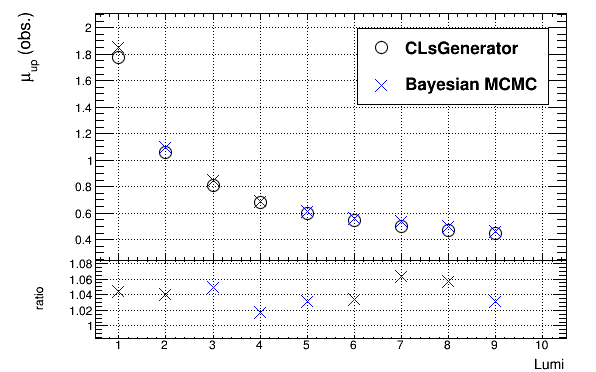 μup (obs.)
2
1.8
1.6
1.4
1.2
1
0.8
0.6
0.4
CLsGenerator
Bayesian MCMC
ratio
1.08
1.06
1.04
1.02
1
1 2 3 4 5 6 7 8 9 10
Lumi